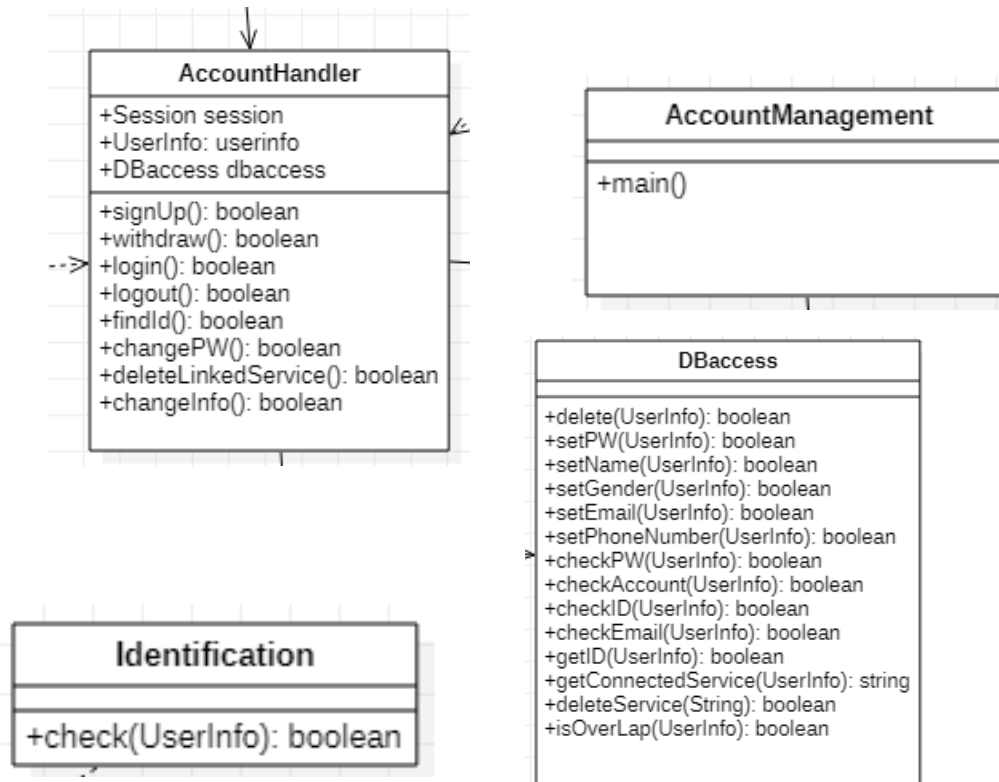 AccountHandler
+Session session
+UserInfo: userinfo
+DBaccess dbaccess
+signUp(): boolean
+withdraw(): boolean
+login(): boolean
+logout(): boolean
+findId(): boolean
+changePW(): boolean
+deleteLinkedService(): boolean
+changeInfo(): boolean
AccountManagement
+main()
DBaccess
+delete(UserInfo): boolean
+setPW(UserInfo): boolean
+setName(UserInfo): boolean
+setGender(UserInfo): boolean
+setEmail(UserInfo): boolean
+setPhoneNumber(UserInfo): boolean
+checkPW(UserInfo): boolean
+checkAccount(UserInfo): boolean
+checkID(UserInfo): boolean
+checkEmail(UserInfo): boolean
+getID(UserInfo): boolean
+getConnectedService(UserInfo): string
+deleteService(String): boolean
+isOverLap(UserInfo): boolean
Identification
+check(UserInfo): boolean